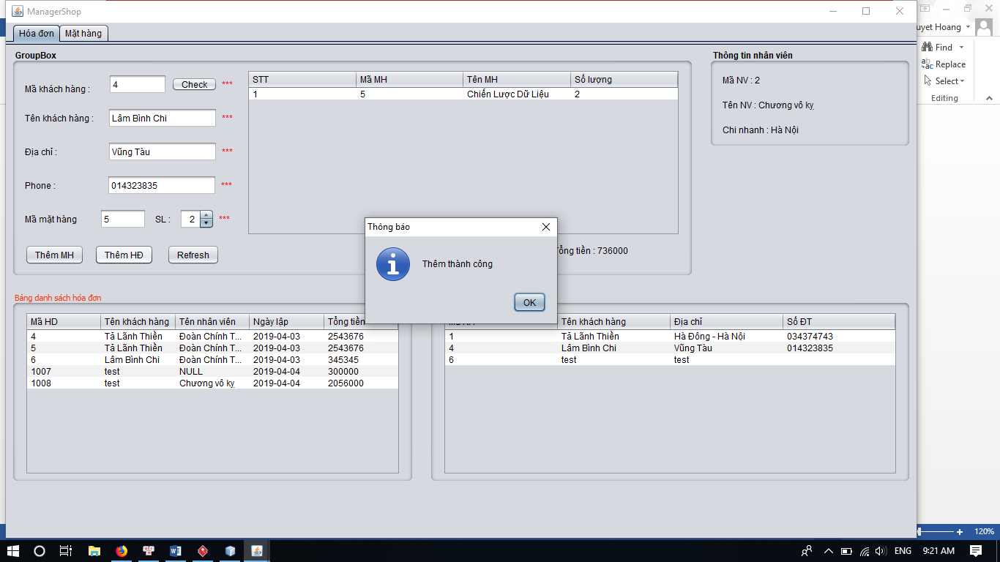 ManagerShop
uyet Hoang
Hóa đơn Mặt hàng
Find
Replace
Select
Editing
GroupBox
Mã khách hàng : 4 Check ***
Tên khách hàng : Lâm Bình Chi ***
Địa chỉ : Vũng Tàu ***
Phone : 014323835 ***
Mã mặt hàng 5 SL : 2 ***
Thêm MH Thêm HĐ Refresh
STT Mã MH Tên MH Số lượng
1 5 Chiến Lược Dữ Liệu 2
Tổng tiền : 736000
Thông tin nhân viên
Mã NV : 2
Tên NV : Chương vô kỵ
Chi nhanh : Hà Nội
Thông báo
Thêm thành công
OK
Bảng danh sách hóa đơn
Mã HD Tên khách hàng Tên nhân viên Ngày lập Tổng tiền
4 Tả Lãnh Thiền Đoàn Chính T... 2019-04-03 2543676
5 Tả Lãnh Thiền Đoàn Chính T... 2019-04-03 2543676
6 Lâm Bình Chi Đoàn Chính T... 2019-04-03 345345
1007 test NULL 2019-04-04 300000
1008 test Chương vô kỵ 2019-04-04 2056000
Tên khách hàng Địa chỉ Số ĐT
1 Tả Lãnh Thiền Hà Đông - Hà Nội 034374743
4 Lâm Bình Chi Vũng Tàu 014323835
6 test test
120%
ENG 9:21 AM